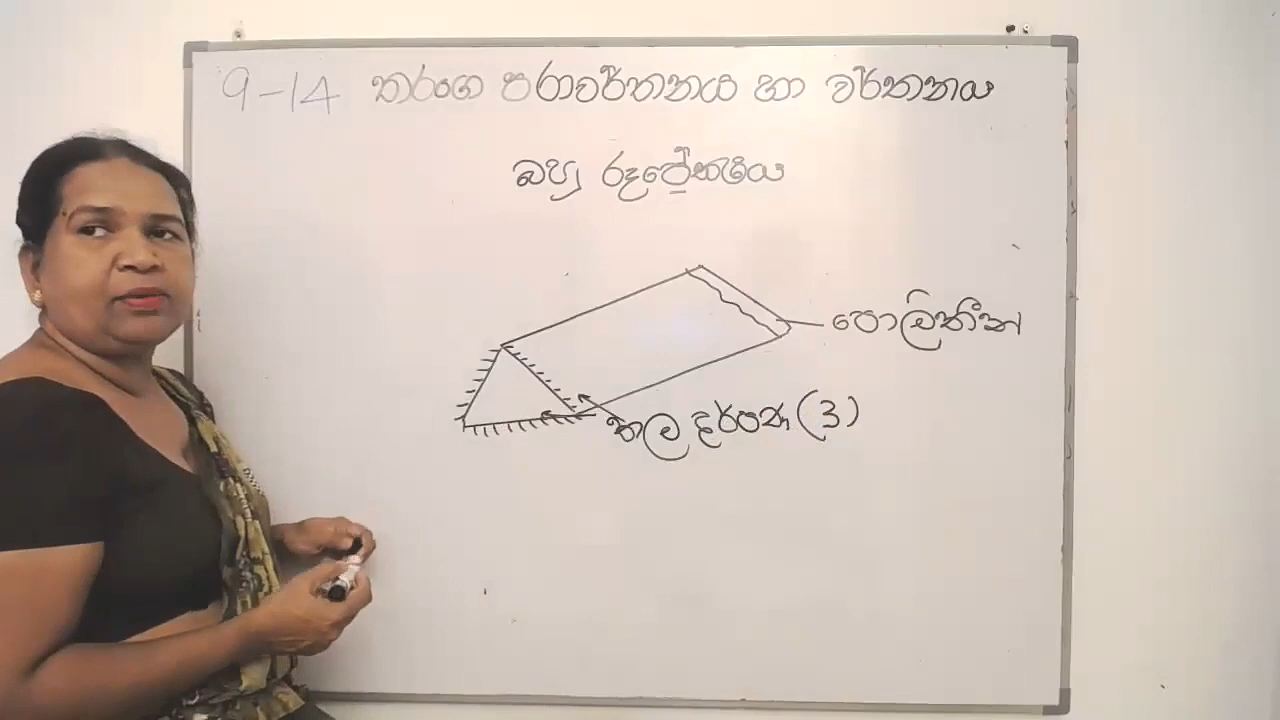 9-14 තරංග පරාවර්තනය හා වර්තනය
බහු රූපේක්ෂය
පොලිතීන්
තල දර්පණ (3)